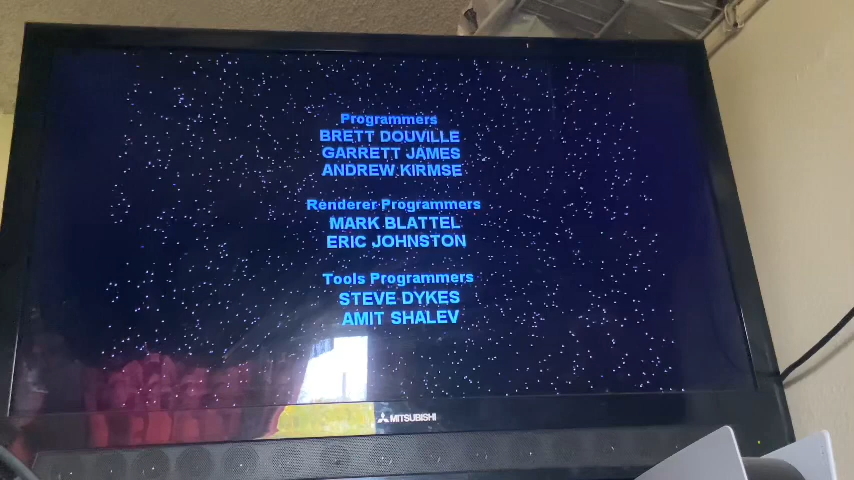 Programmers
BRETT DOUVILLE
GARRETT JAMES
ANDREW KIRMSE
Renderer Programmers
MARK BLATTEL
ERIC JOHNSTON
Tools Programmers
STEVE DYKES
AMIT SHALEV
MITSUBISHI